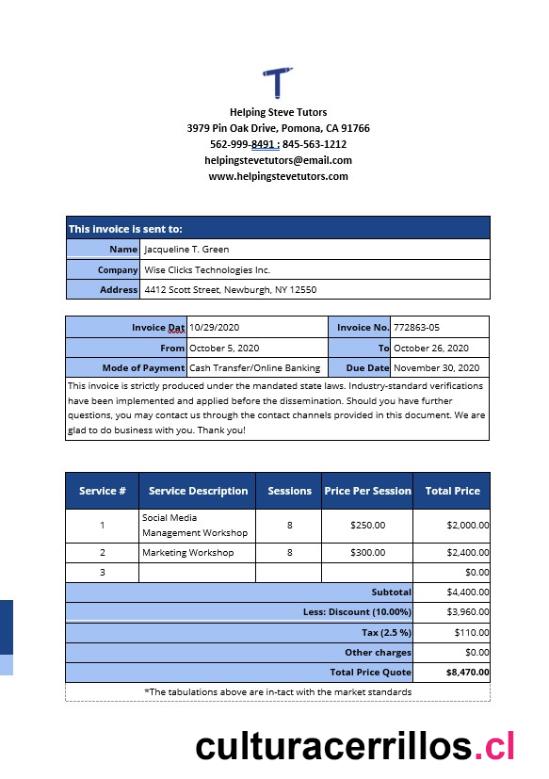 Helping Steve Tutors
3979 Pin Oak Drive, Pomona, CA 91766
562-999-8491 ; 845-563-1212
helpingstevetutors@email.com
www.helpingstevetutors.com
This invoice is sent to:
Name Jacqueline T. Green
Company Wise Clicks Technologies Inc.
Address 4412 Scott Street, Newburgh, NY 12550
Invoice Dat 10/29/2020 Invoice No. 772863-05
From October 5, 2020 To October 26, 2020
Mode of Payment Cash Transfer/Online Banking Due Date November 30, 2020
This invoice is strictly produced under the mandated state laws. Industry-standard verifications
have been implemented and applied before the dissemination. Should you have further
questions, you may contact us through the contact channels provided in this document. We are
glad to do business with you. Thank you!
Service # Service Description Sessions Price Per Session Total Price
1 Social Media Management Workshop 8 $250.00 $2,000.00
2 Marketing Workshop 8 $300.00 $2,400.00
3 $0.00
Subtotal $4,400.00
Less: Discount (10.00%) $3,960.00
Tax (2.5 %) $110.00
Other charges $0.00
Total Price Quote $8,470.00
*The tabulations above are in-tact with the market standards
culturacerrillos.cl